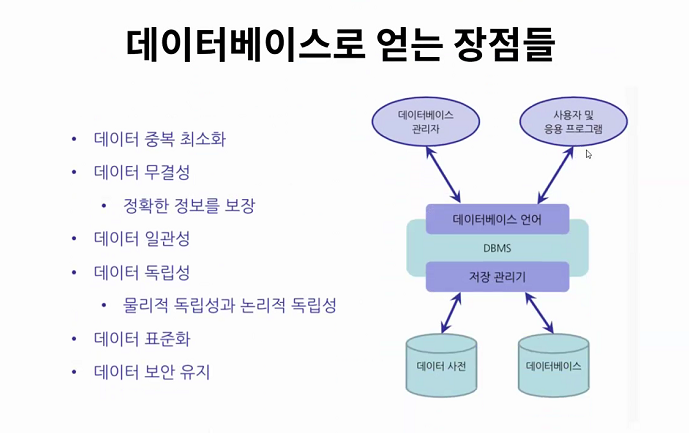 데이터베이스로 얻는 장점들
• 데이터 중복 최소화
• 데이터 무결성
• 정확한 정보를 보장
• 데이터 일관성
• 데이터 독립성
• 물리적 독립성과 논리적 독립성
• 데이터 표준화
• 데이터 보안 유지
데이터베이스
관리자
사용자 및
응용 프로그램
데이터베이스 언어
DBMS
저장 관리기
데이터 사전
데이터베이스